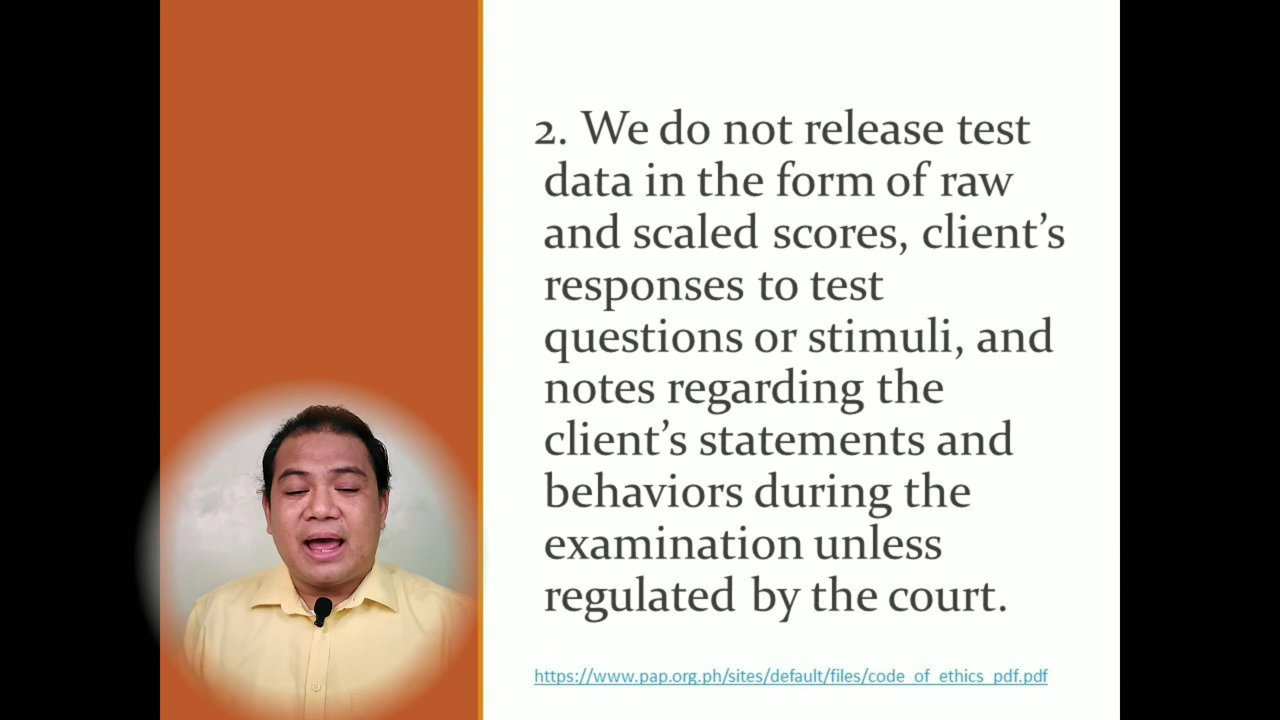 2. We do not release test
data in the form of raw
and scaled scores, client’s
responses to test
questions or stimuli, and
notes regarding the
client’s statements and
behaviors during the
examination unless
regulated by the court.
https://www.pap.org.ph/sites/default/files/code_of_ethics_pdf.pdf